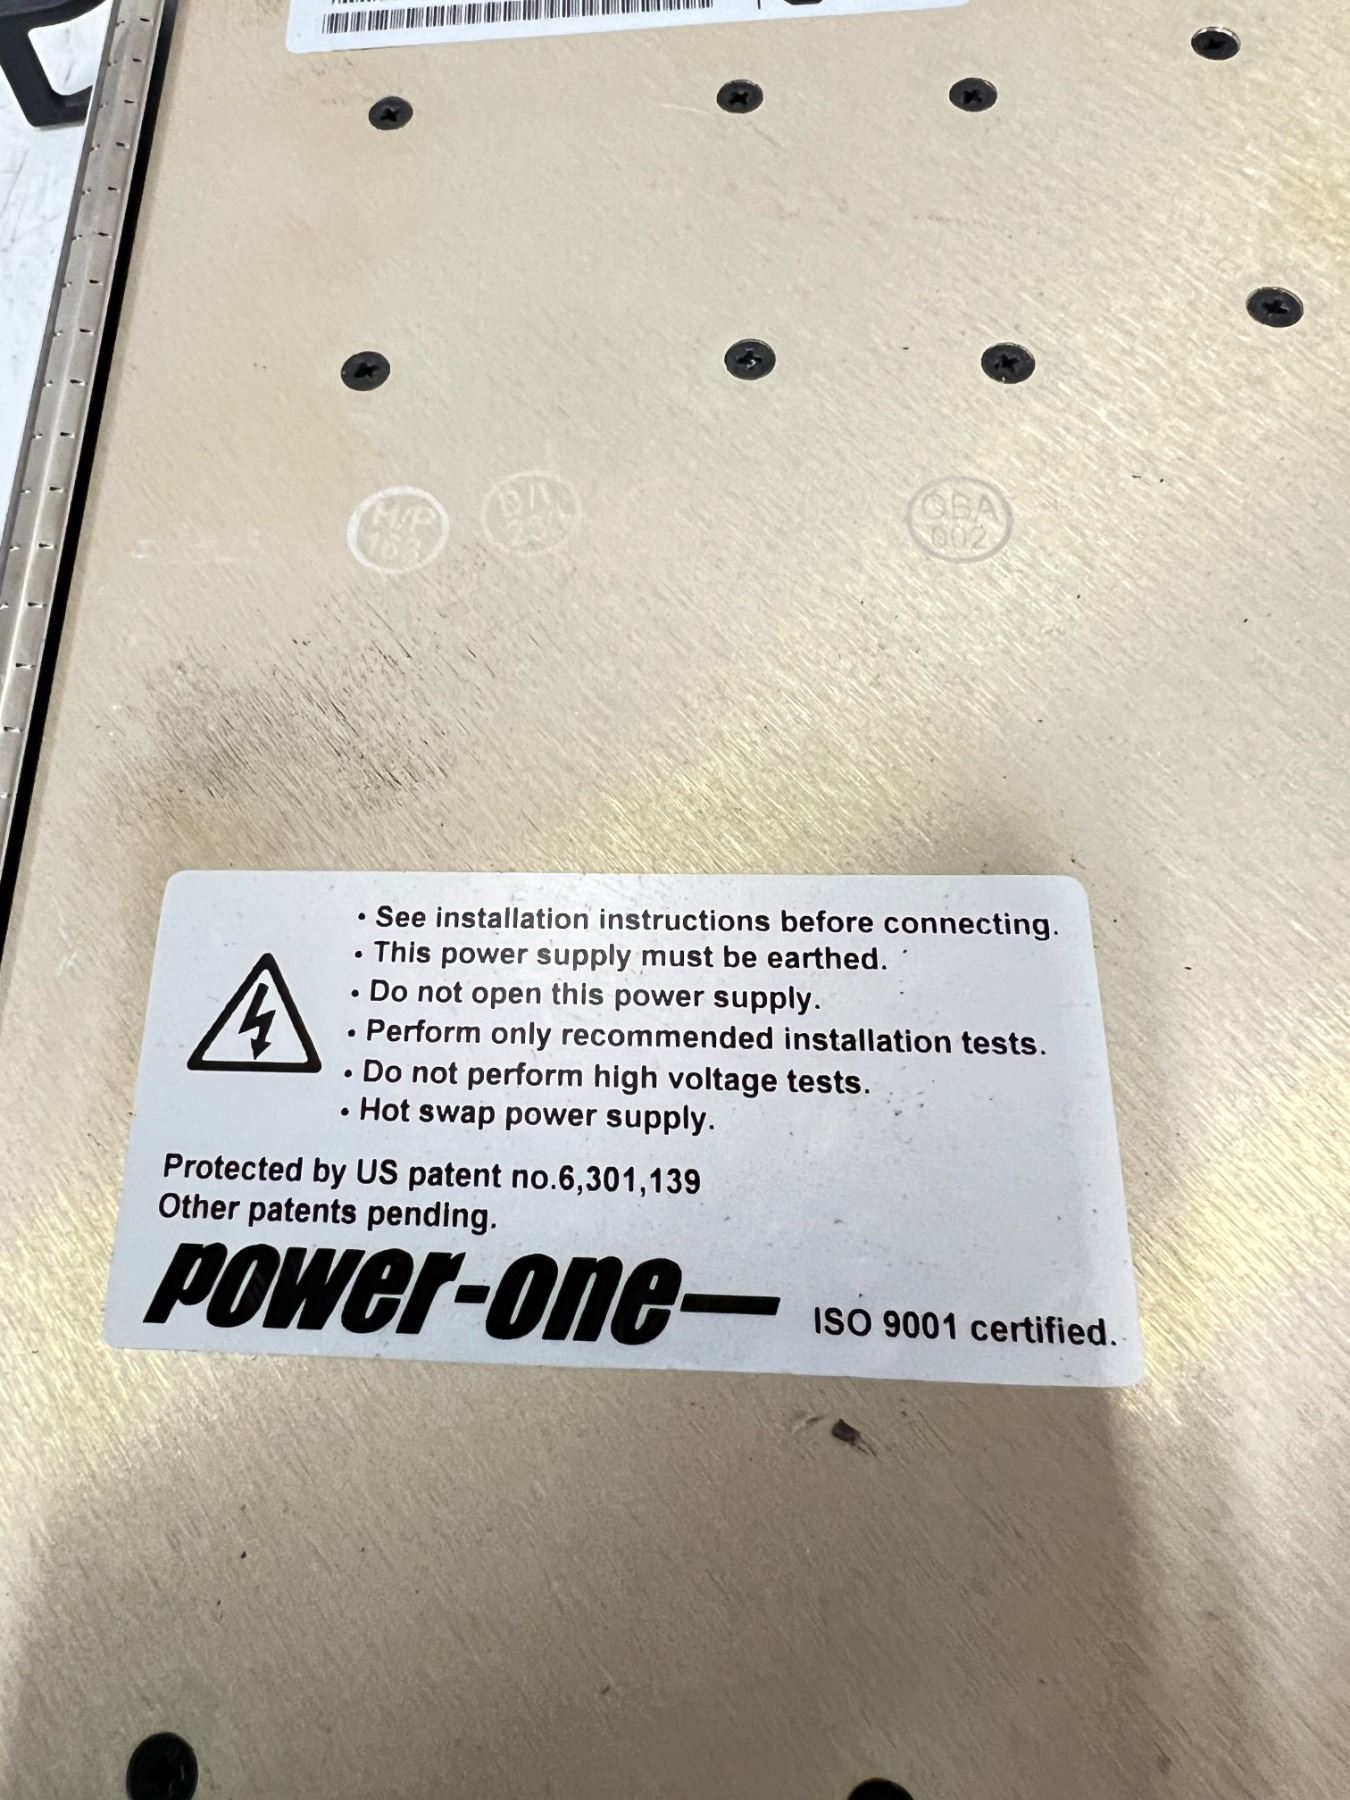 OBA
002
• See installation instructions before connecting.
• This power supply must be earthed.
• Do not open this power supply.
• Perform only recommended installation tests.
• Do not perform high voltage tests.
• Hot swap power supply.
Protected by US patent no.6,301,139
Other patents pending.
power-one
ISO 9001 certified.